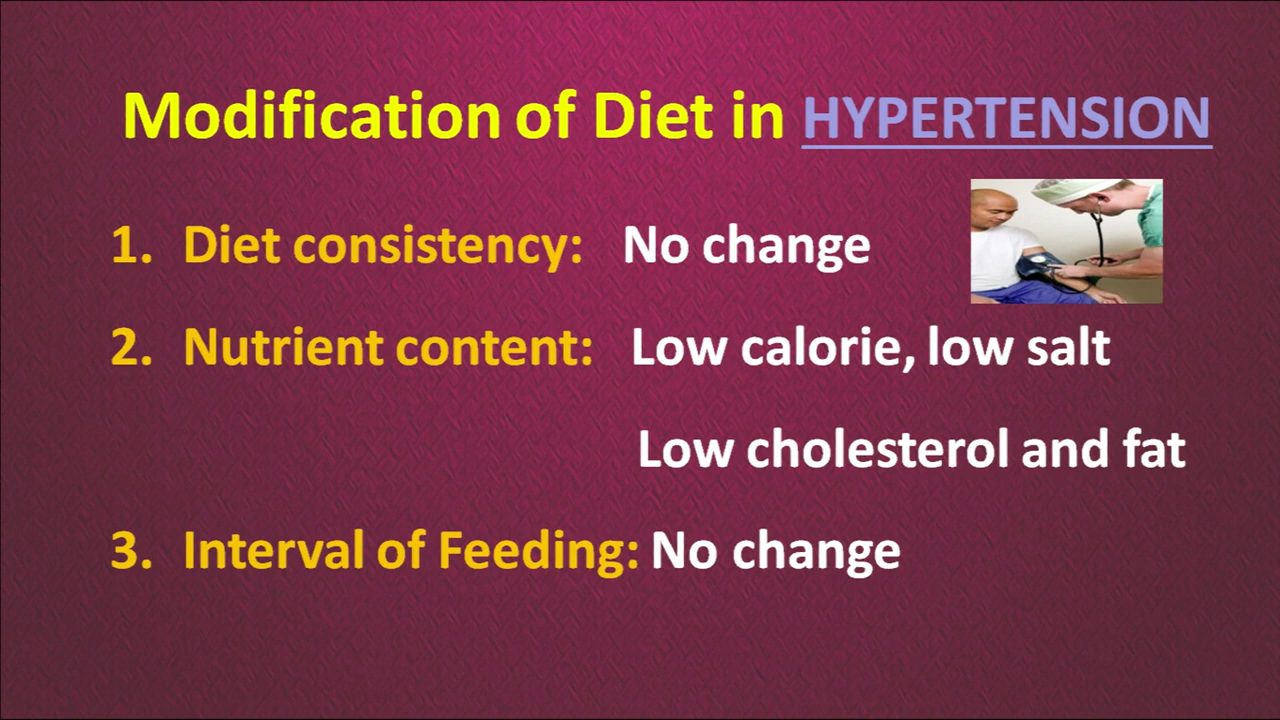 Modification of Diet in HYPERTENSION
1. Diet consistency: No change
2. Nutrient content: Low calorie, low salt
Low cholesterol and fat
3. Interval of Feeding: No change